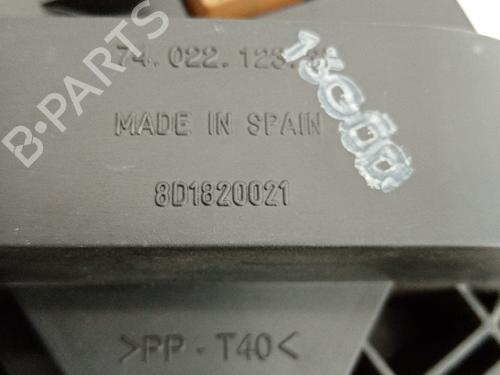 74.022.123.
MADE IN SPAIN
8D1820021
>PP-T40<
B-PARTS